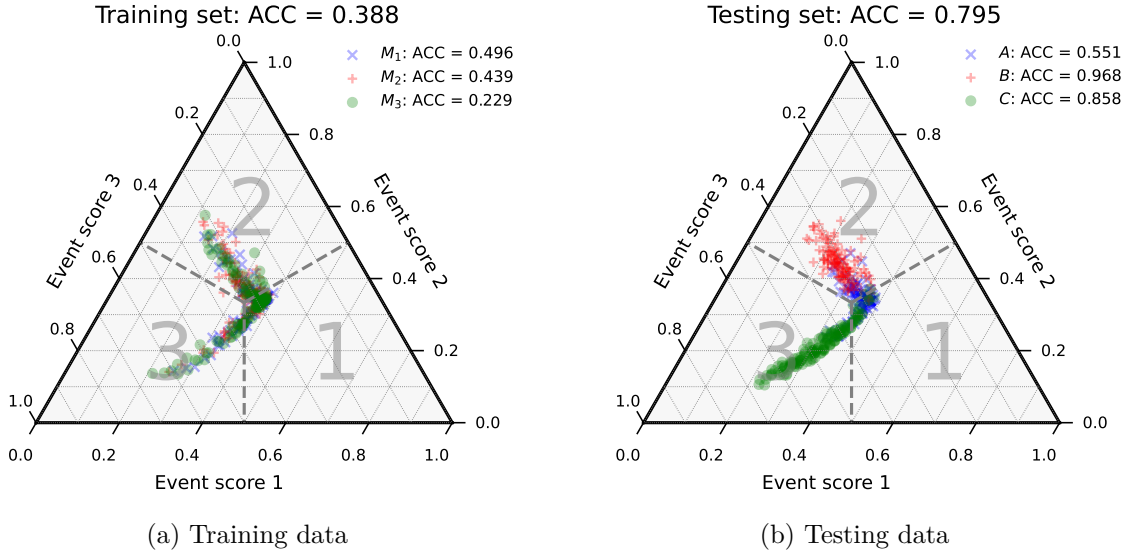 Training set: ACC = 0.388
M1: ACC = 0.496
M2: ACC = 0.439
M3: ACC = 0.229
0.0
0.2
0.4
0.6
0.8
1.0
Event score 3
1.0
0.8
0.6
0.4
0.2
0.0
Event score 2
2
3
1
0.0
0.2
0.4
0.6
0.8
1.0
Event score 1
(a) Training data
Testing set: ACC = 0.795
A: ACC = 0.551
B: ACC = 0.968
C: ACC = 0.858
0.0
0.2
0.4
0.6
0.8
1.0
Event score 3
1.0
0.8
0.6
0.4
0.2
0.0
Event score 2
2
3
1
0.0
0.2
0.4
0.6
0.8
1.0
Event score 1
(b) Testing data